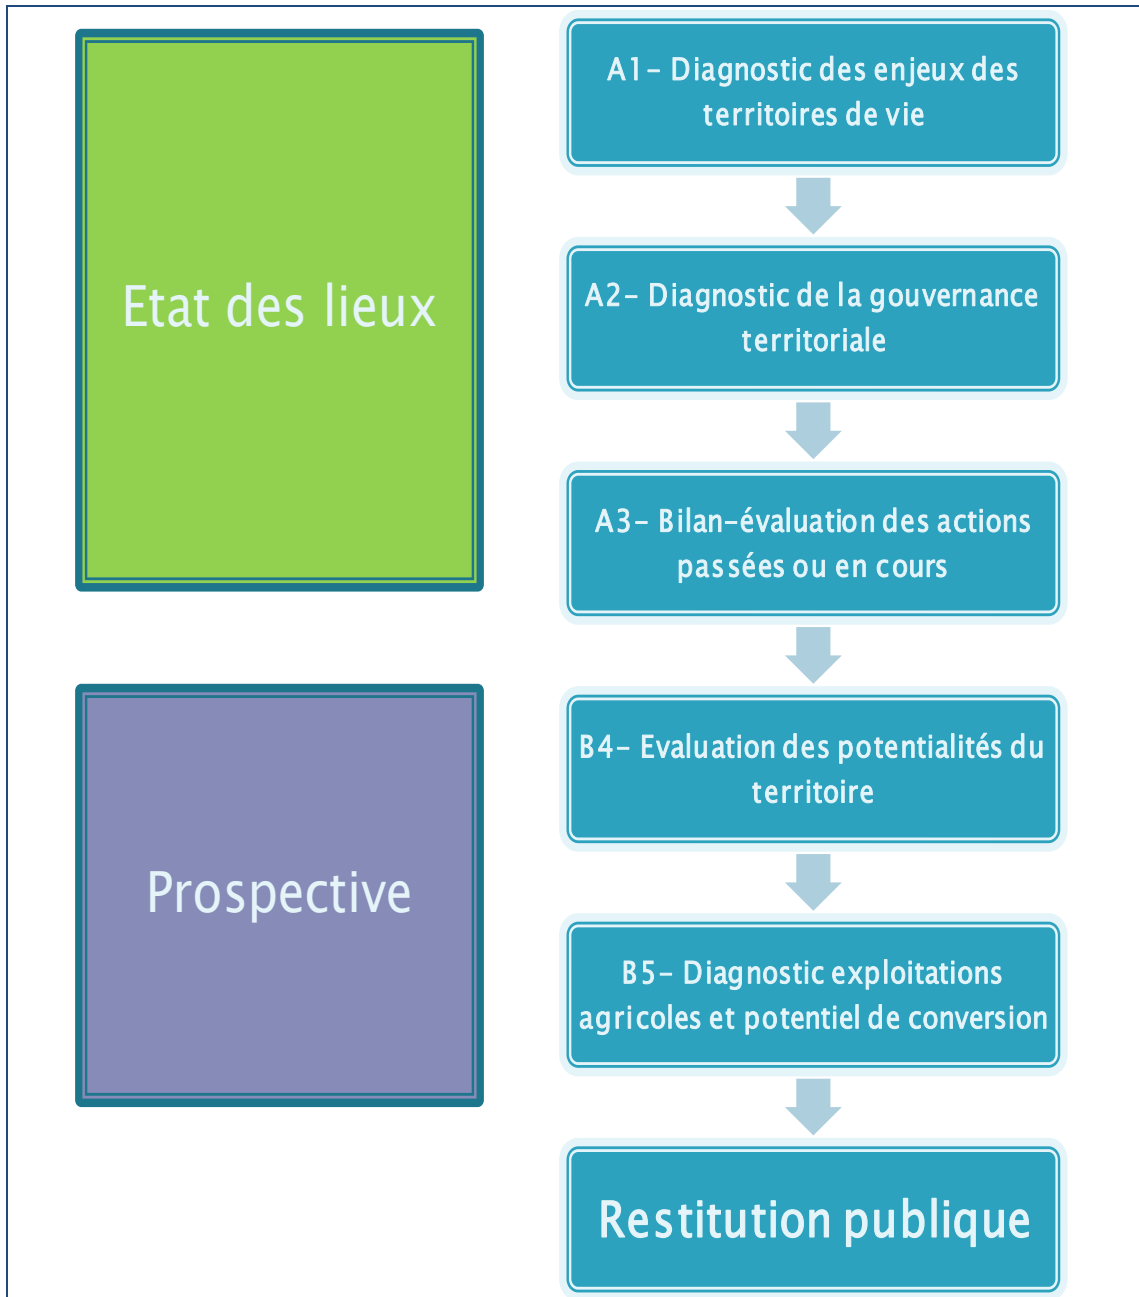 Etat des lieux
A1- Diagnostic des enjeux des
territoires de vie
A2- Diagnostic de la gouvernance
territoriale
A3- Bilan-évaluation des actions
passées ou en cours
Prospective
B4- Evaluation des potentialités du
territoire
B5- Diagnostic exploitations
agricoles et potentiel de conversion
Restitution publique